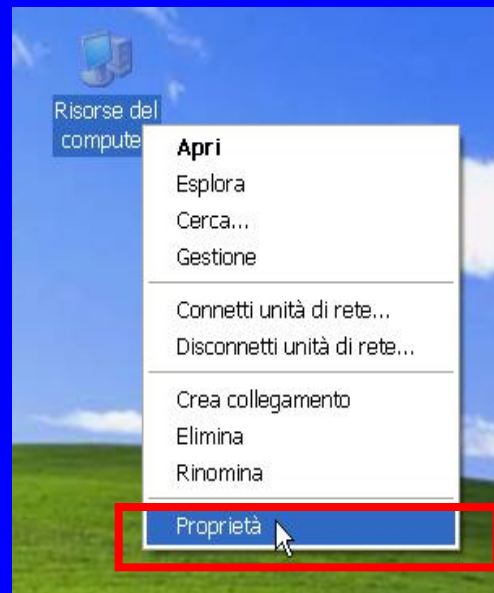 Risorse del
compute
Apri
Esplora
Cerca...
Gestione
Connetti unità di rete...
Disconnetti unità di rete...
Crea collegamento
Elimina
Rinomina
Proprietà